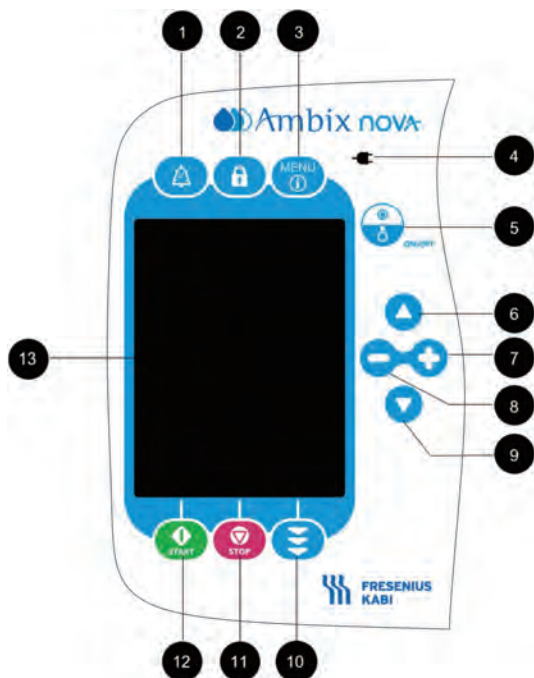 1 2 3
Ambix nova
MENU
4
5
ON/OFF
6
7
13
8
9
START
STOP
FRESENIUS
KABI
12 11 10